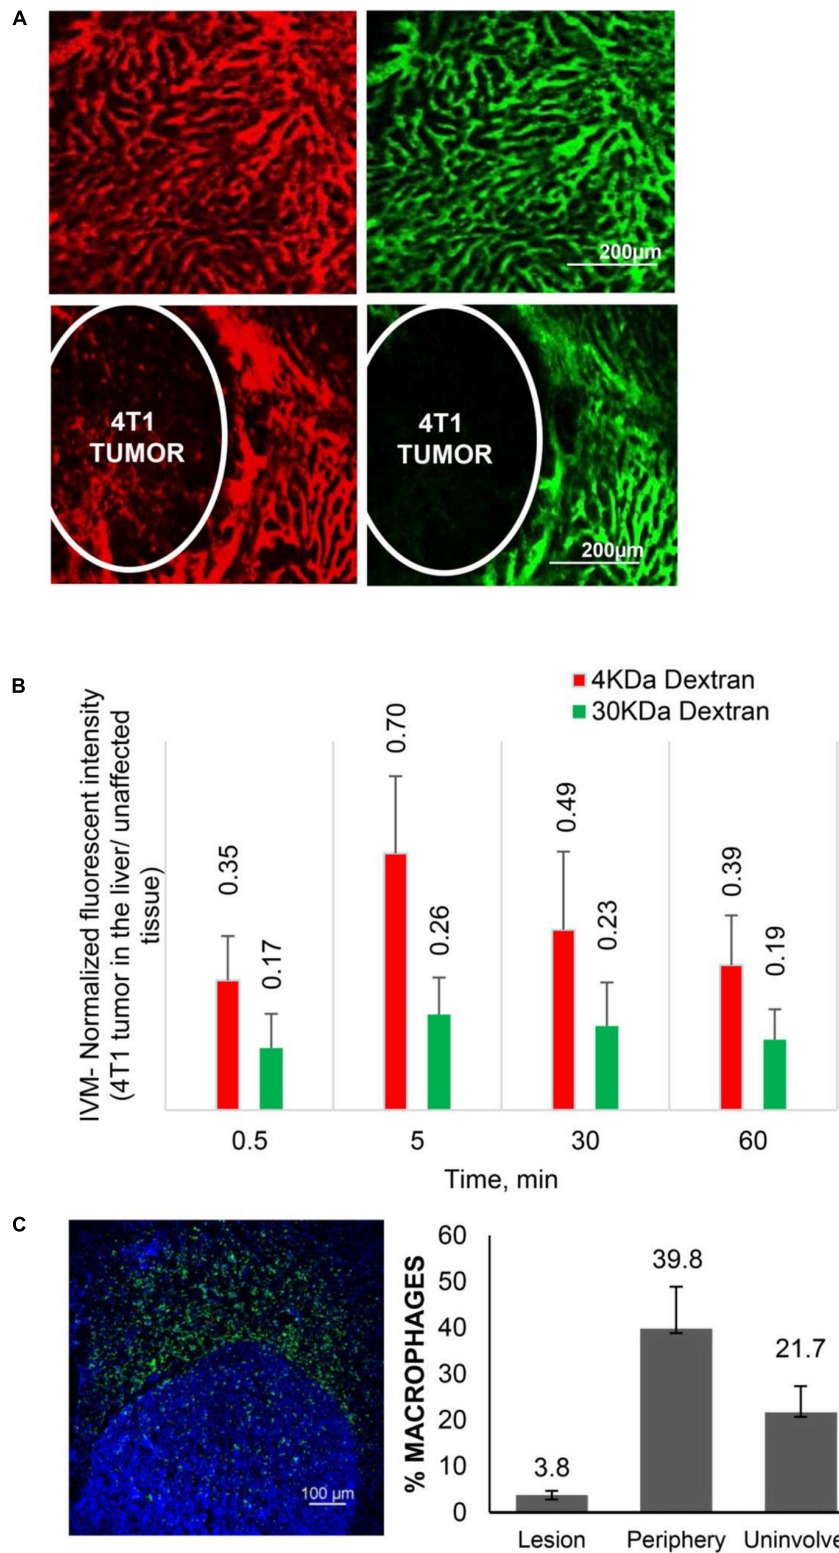 A
200µm
4T1
TUMOR
4T1
TUMOR
200µm
B
IVM- Normalized fluorescent intensity
(4T1 tumor in the liver/ unaffected
tissue)
4KDa Dextran
30KDa Dextran
0.35
0.17
0.70
0.26
0.49
0.23
0.39
0.19
0.5
5
30
60
Time, min
C
100 µm
% MACROPHAGES
60
50
40
30
20
10
0
3.8
39.8
21.7
Lesion
Periphery
Uninvolve